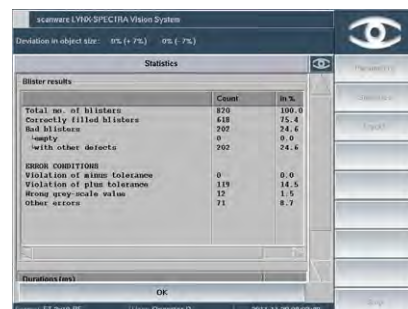 scanware LYNX-SPECTRA Vision System
Deviation in object size: 0% (+ 7%) 0% (- 7%)
Statistics
Blister results
Count in %
Total no. of blisters 820 100.0
Correctly filled blisters 618 75.4
Bad blisters 202 24.6
empty 0 0.0
with other defects 202 24.6
ERROR CONDITIONS
Violation of minus tolerance 0 0.0
Violation of plus tolerance 119 14.5
Wrong grey-scale value 12 1.5
Other errors 71 8.7
Durations (ms)
OK